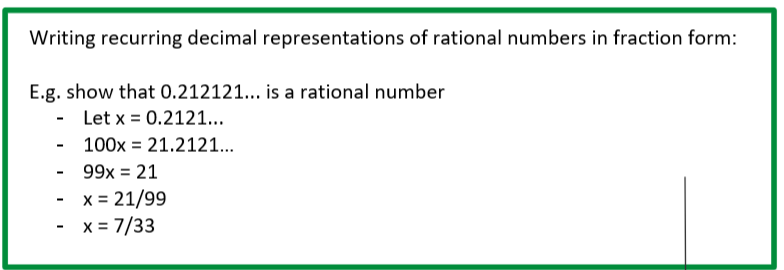 Writing recurring decimal representations of rational numbers in fraction form:
E.g. show that 0.212121... is a rational number
- Let x = 0.2121...
- 100x = 21.2121...
- 99x = 21
- x = 21/99
- x = 7/33